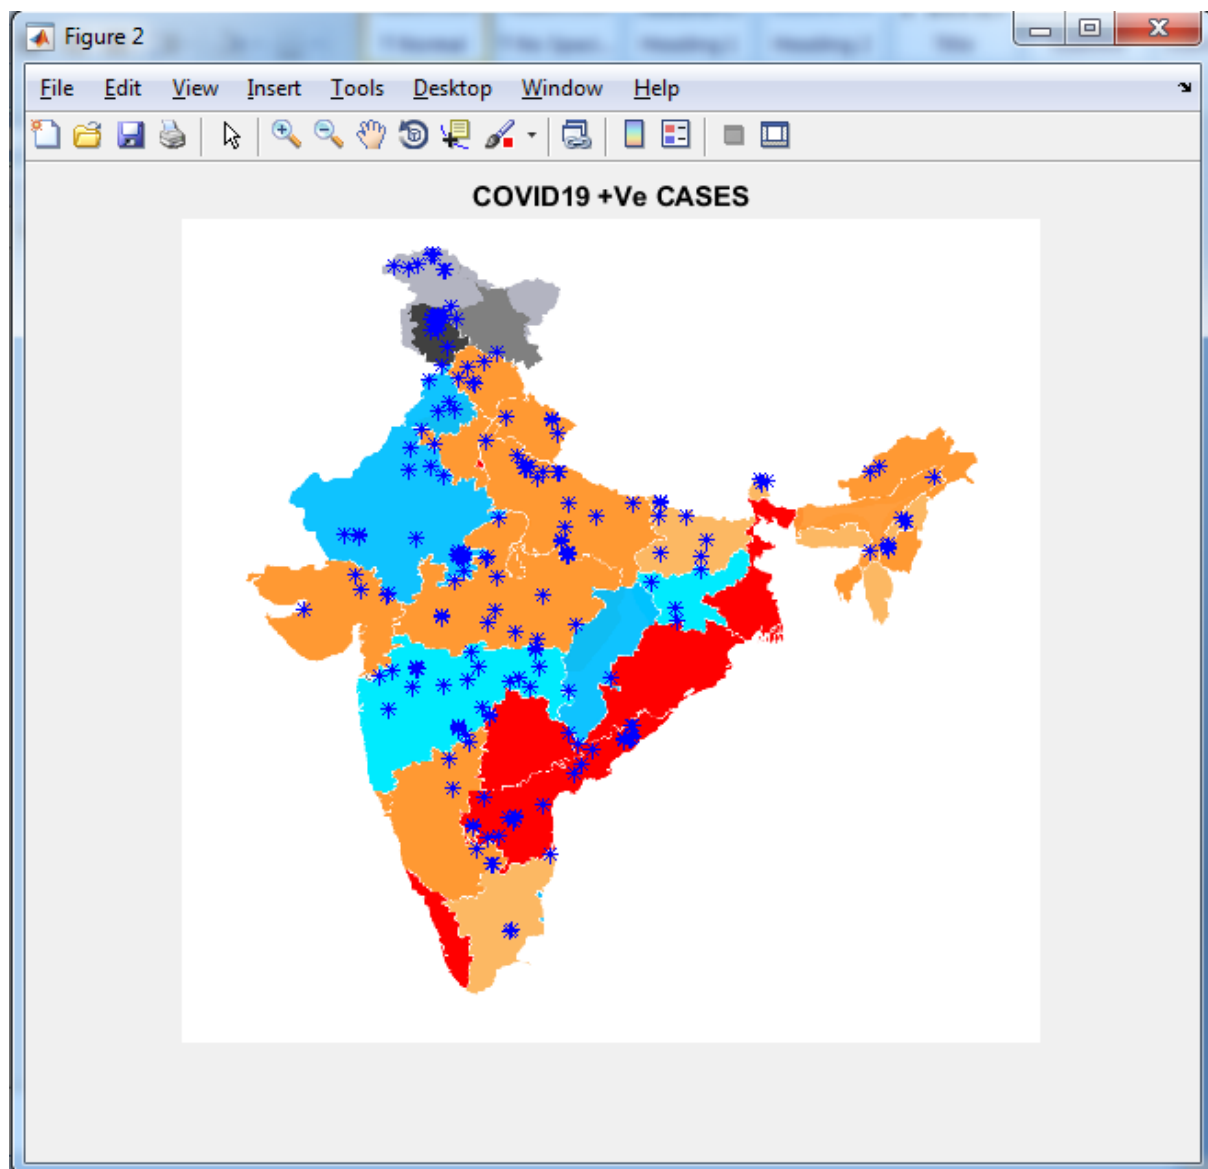 Figure 2
File Edit View Insert Tools Desktop Window Help
COVID19 +Ve CASES